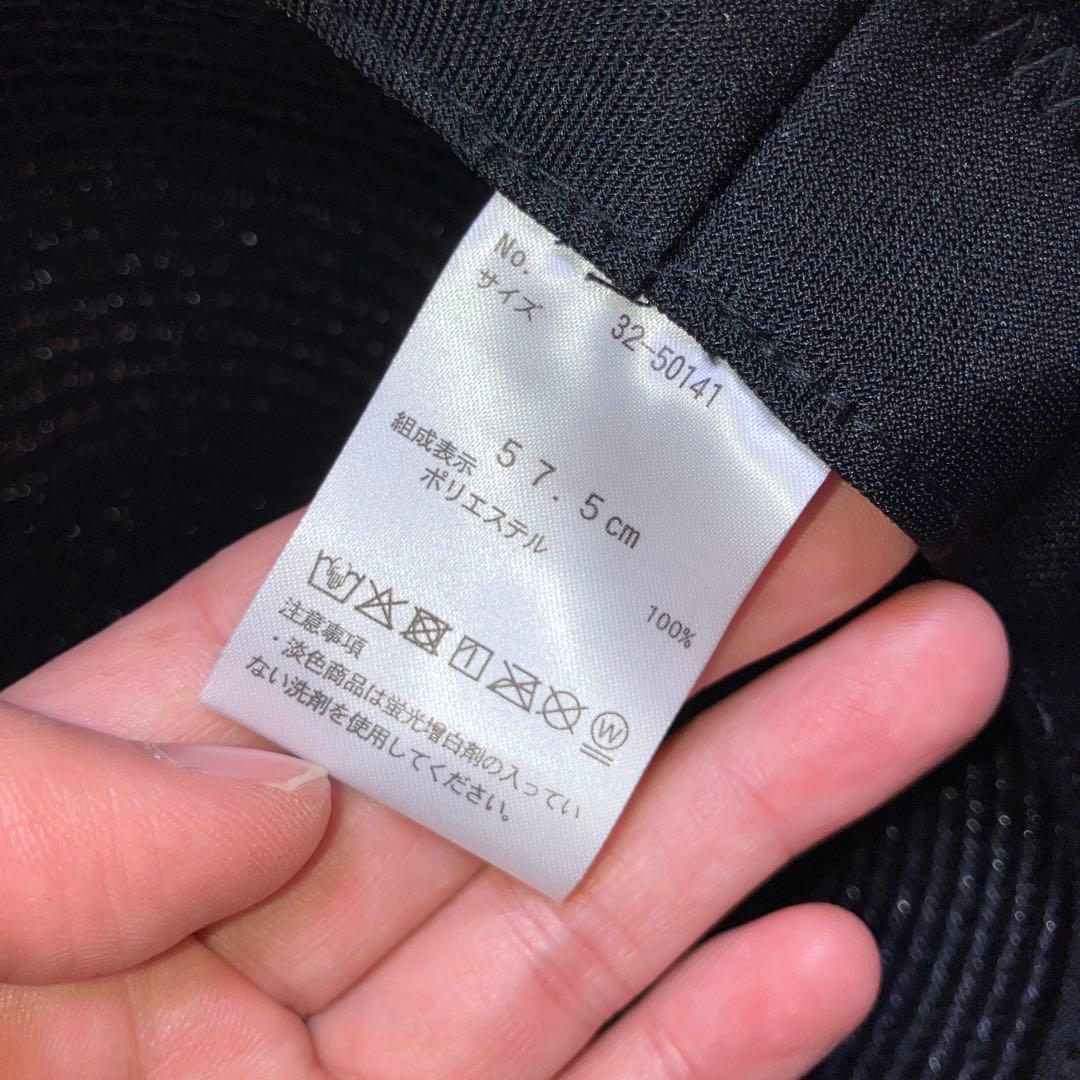 No. 32-50141
サイズ
57.5cm
組成表示
ポリエステル 100%
W
注意事項
・淡色商品は蛍光増白剤の入ってい
ない洗剤を使用してください。